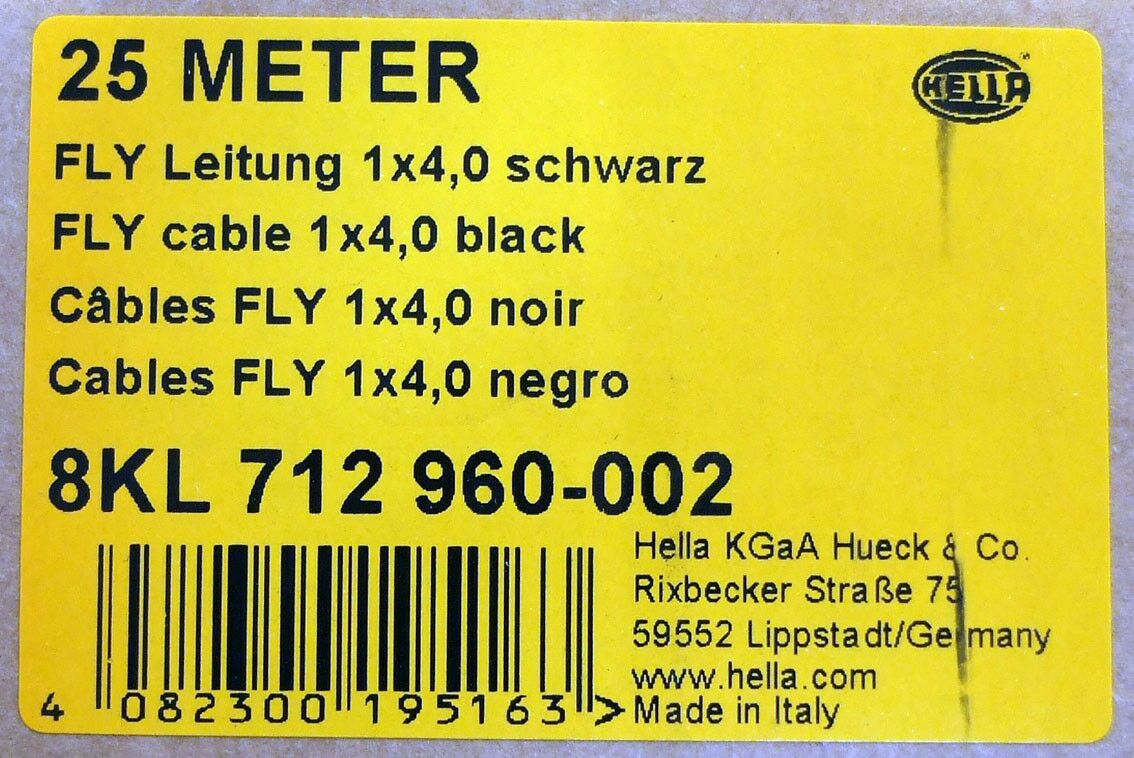 25 METER
HELLA
FLY Leitung 1x4,0 schwarz
FLY cable 1x4,0 black
Câbles FLY 1x4,0 noir
Cables FLY 1x4,0 negro
8KL 712 960-002
Hella KGaA Hueck & Co.
Rixbecker Straße 75
59552 Lippstadt/Germany
www.hella.com
Made in Italy
4 082300 195163 >